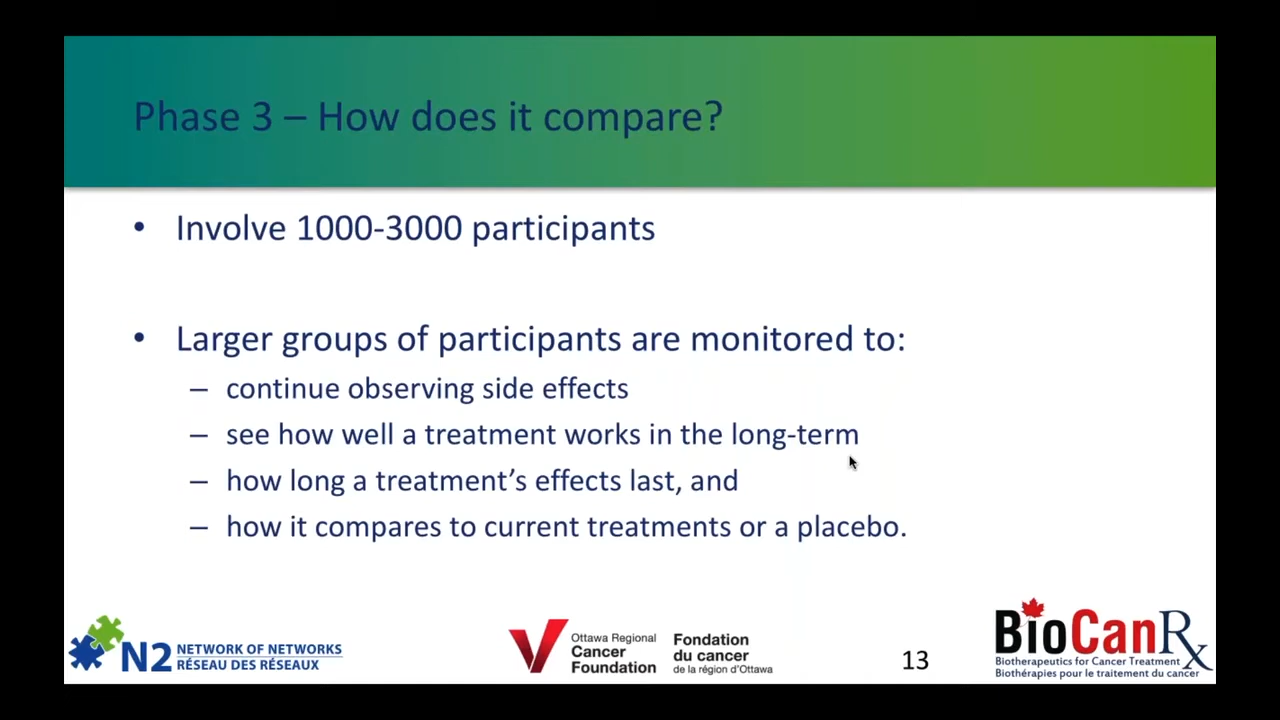 Phase 3 – How does it compare?
• Involve 1000-3000 participants
• Larger groups of participants are monitored to:
– continue observing side effects
– see how well a treatment works in the long-term
– how long a treatment’s effects last, and
– how it compares to current treatments or a placebo.
N2 NETWORK OF NETWORKS
RÉSEAU DES RÉSEAUX
Ottawa Regional
Cancer
Foundation
Fondation
du cancer
de la région d'Ottawa
13
BioCanRx
Biotherapeutics for Cancer Treatment
Biothérapies pour le traitement du cancer